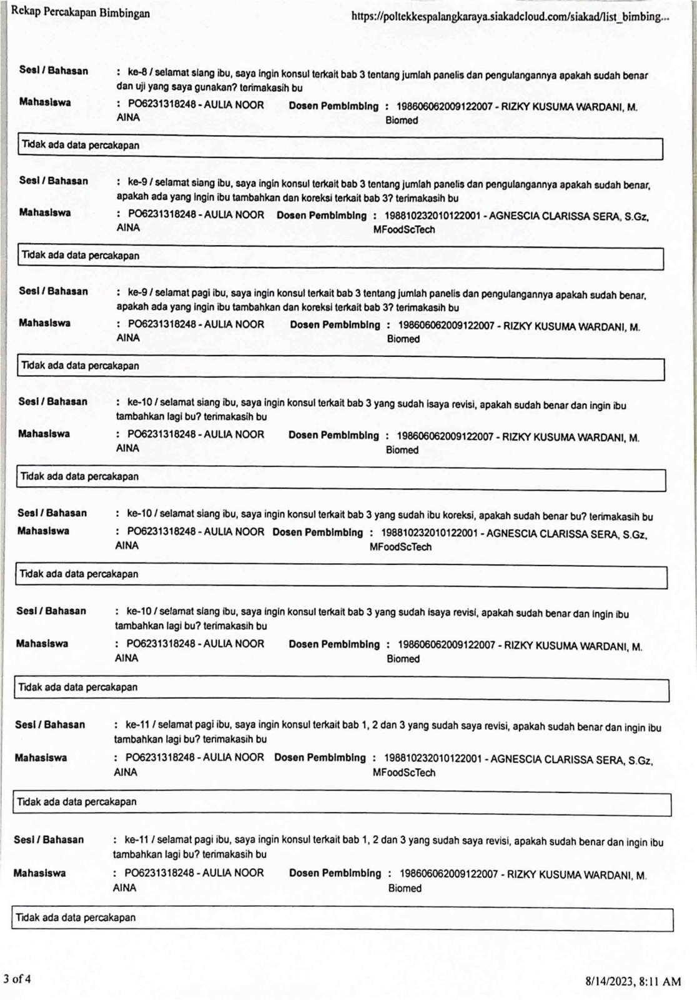 Rekap Percakapan Bimbingan https://poltekkespalangkaraya.siakadcloud.com/siakad/list_bimbing...
Sesi / Bahasan : ke-8 / selamat siang ibu, saya ingin konsul terkait bab 3 tentang jumlah panelis dan pengulangannya apakah sudah benar
dan uji yang saya gunakan? terimakasih bu
Mahasiswa : PO6231318248 - AULIA NOOR Dosen Pembimbing : 198606062009122007 - RIZKY KUSUMA WARDANI, M.
AINA Biomed
Tidak ada data percakapan
Sesi / Bahasan : ke-9 / selamat siang ibu, saya ingin konsul terkait bab 3 tentang jumlah panelis dan pengulangannya apakah sudah benar,
apakah ada yang ingin ibu tambahkan dan koreksi terkait bab 3? terimakasih bu
Mahasiswa : PO6231318248 - AULIA NOOR Dosen Pembimbing : 198810232010122001 - AGNESCIA CLARISSA SERA, S.Gz,
AINA MFoodScTech
Tidak ada data percakapan
Sesi / Bahasan : ke-9 / selamat pagi ibu, saya ingin konsul terkait bab 3 tentang jumlah panelis dan pengulangannya apakah sudah benar,
apakah ada yang ingin ibu tambahkan dan koreksi terkait bab 3? terimakasih bu
Mahasiswa : PO6231318248 - AULIA NOOR Dosen Pembimbing : 198606062009122007 - RIZKY KUSUMA WARDANI, M.
AINA Biomed
Tidak ada data percakapan
Sesi / Bahasan : ke-10 / selamat siang ibu, saya ingin konsul terkait bab 3 yang sudah isaya revisi, apakah sudah benar dan ingin ibu
tambahkan lagi bu? terimakasih bu
Mahasiswa : PO6231318248 - AULIA NOOR Dosen Pembimbing : 198606062009122007 - RIZKY KUSUMA WARDANI, M.
AINA Biomed
Tidak ada data percakapan
Sesi / Bahasan : ke-10 / selamat siang ibu, saya ingin konsul terkait bab 3 yang sudah ibu koreksi, apakah sudah benar bu? terimakasih bu
Mahasiswa : PO6231318248 - AULIA NOOR Dosen Pembimbing : 198810232010122001 - AGNESCIA CLARISSA SERA, S.Gz,
AINA MFoodScTech
Tidak ada data percakapan
Sesi / Bahasan : ke-10 / selamat siang ibu, saya ingin konsul terkait bab 3 yang sudah isaya revisi, apakah sudah benar dan ingin ibu
tambahkan lagi bu? terimakasih bu
Mahasiswa : PO6231318248 - AULIA NOOR Dosen Pembimbing : 198606062009122007 - RIZKY KUSUMA WARDANI, M.
AINA Biomed
Tidak ada data percakapan
Sesi / Bahasan : ke-11 / selamat pagi ibu, saya ingin konsul terkait bab 1, 2 dan 3 yang sudah saya revisi, apakah sudah benar dan ingin ibu
tambahkan lagi bu? terimakasih bu
Mahasiswa : PO6231318248 - AULIA NOOR Dosen Pembimbing : 198810232010122001 - AGNESCIA CLARISSA SERA, S.Gz,
AINA MFoodScTech
Tidak ada data percakapan
Sesi / Bahasan : ke-11 / selamat pagi ibu, saya ingin konsul terkait bab 1, 2 dan 3 yang sudah saya revisi, apakah sudah benar dan ingin ibu
tambahkan lagi bu? terimakasih bu
Mahasiswa : PO6231318248 - AULIA NOOR Dosen Pembimbing : 198606062009122007 - RIZKY KUSUMA WARDANI, M.
AINA Biomed
Tidak ada data percakapan
3 of 4 8/14/2023, 8:11 AM